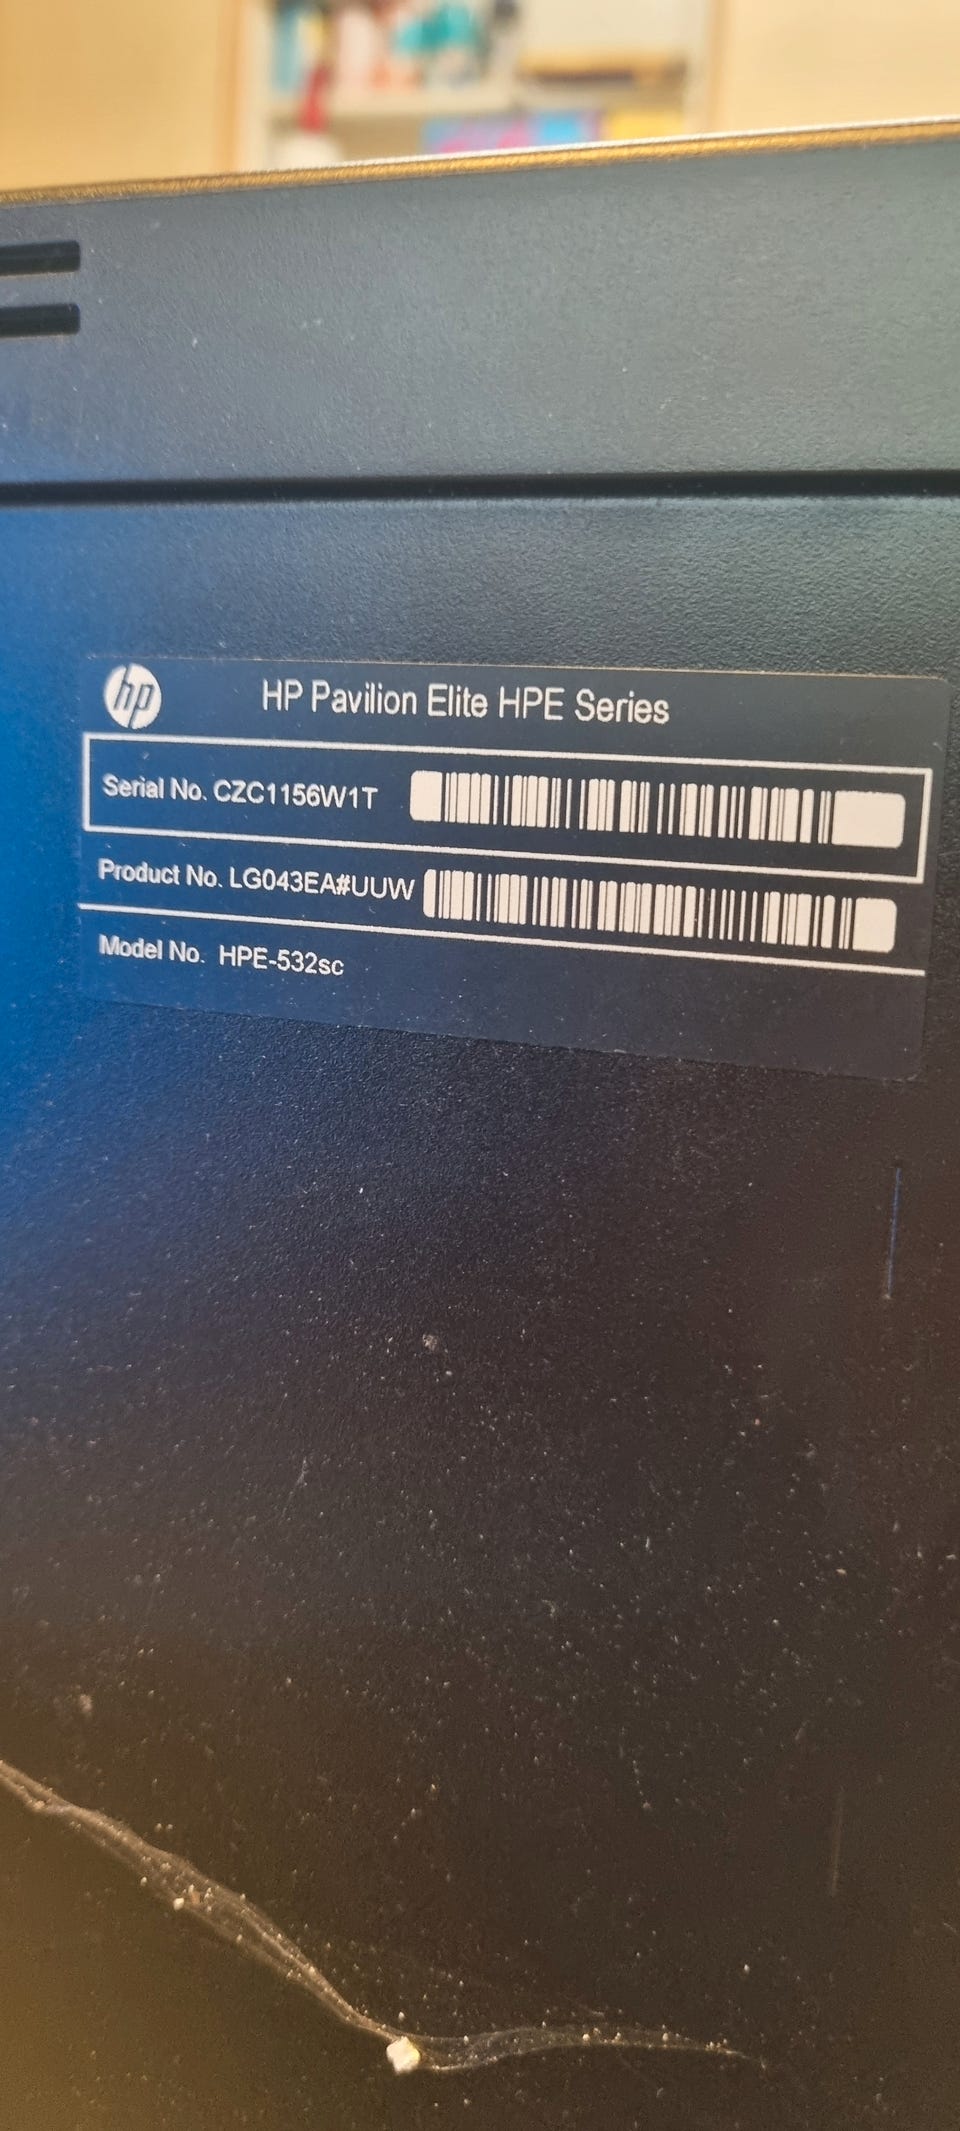 hp
HP Pavilion Elite HPE Series
Serial No. CZC1156W1T
Product No. LG043EA#UUW
Model No. HPE-532sc